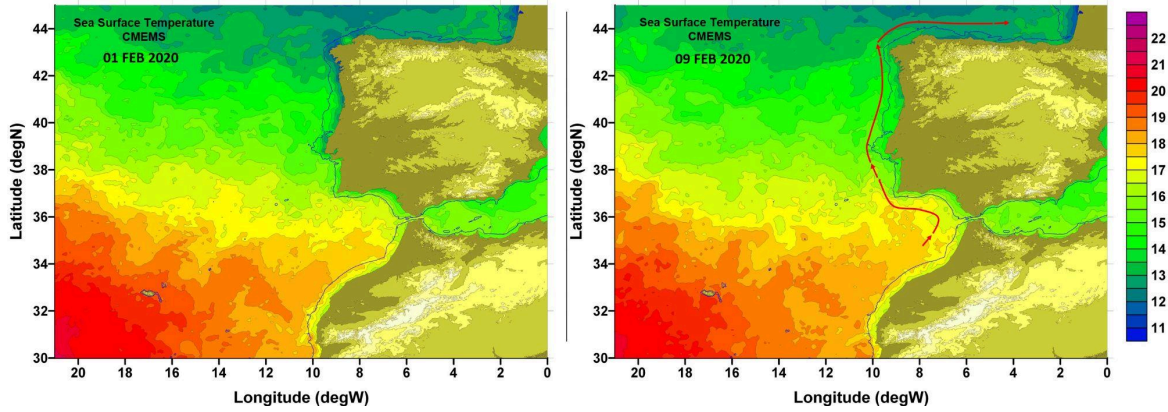 Sea Surface Temperature
CMEMS
01 FEB 2020
Latitude (degN)
44
42
40
38
36
34
32
30
20 18 16 14 12 10 8 6 4 2 0
Longitude (degW)
Sea Surface Temperature
CMEMS
09 FEB 2020
Latitude (degN)
44
42
40
38
36
34
32
30
20 18 16 14 12 10 8 6 4 2 0
Longitude (degW)
22
21
20
19
18
17
16
15
14
13
12
11